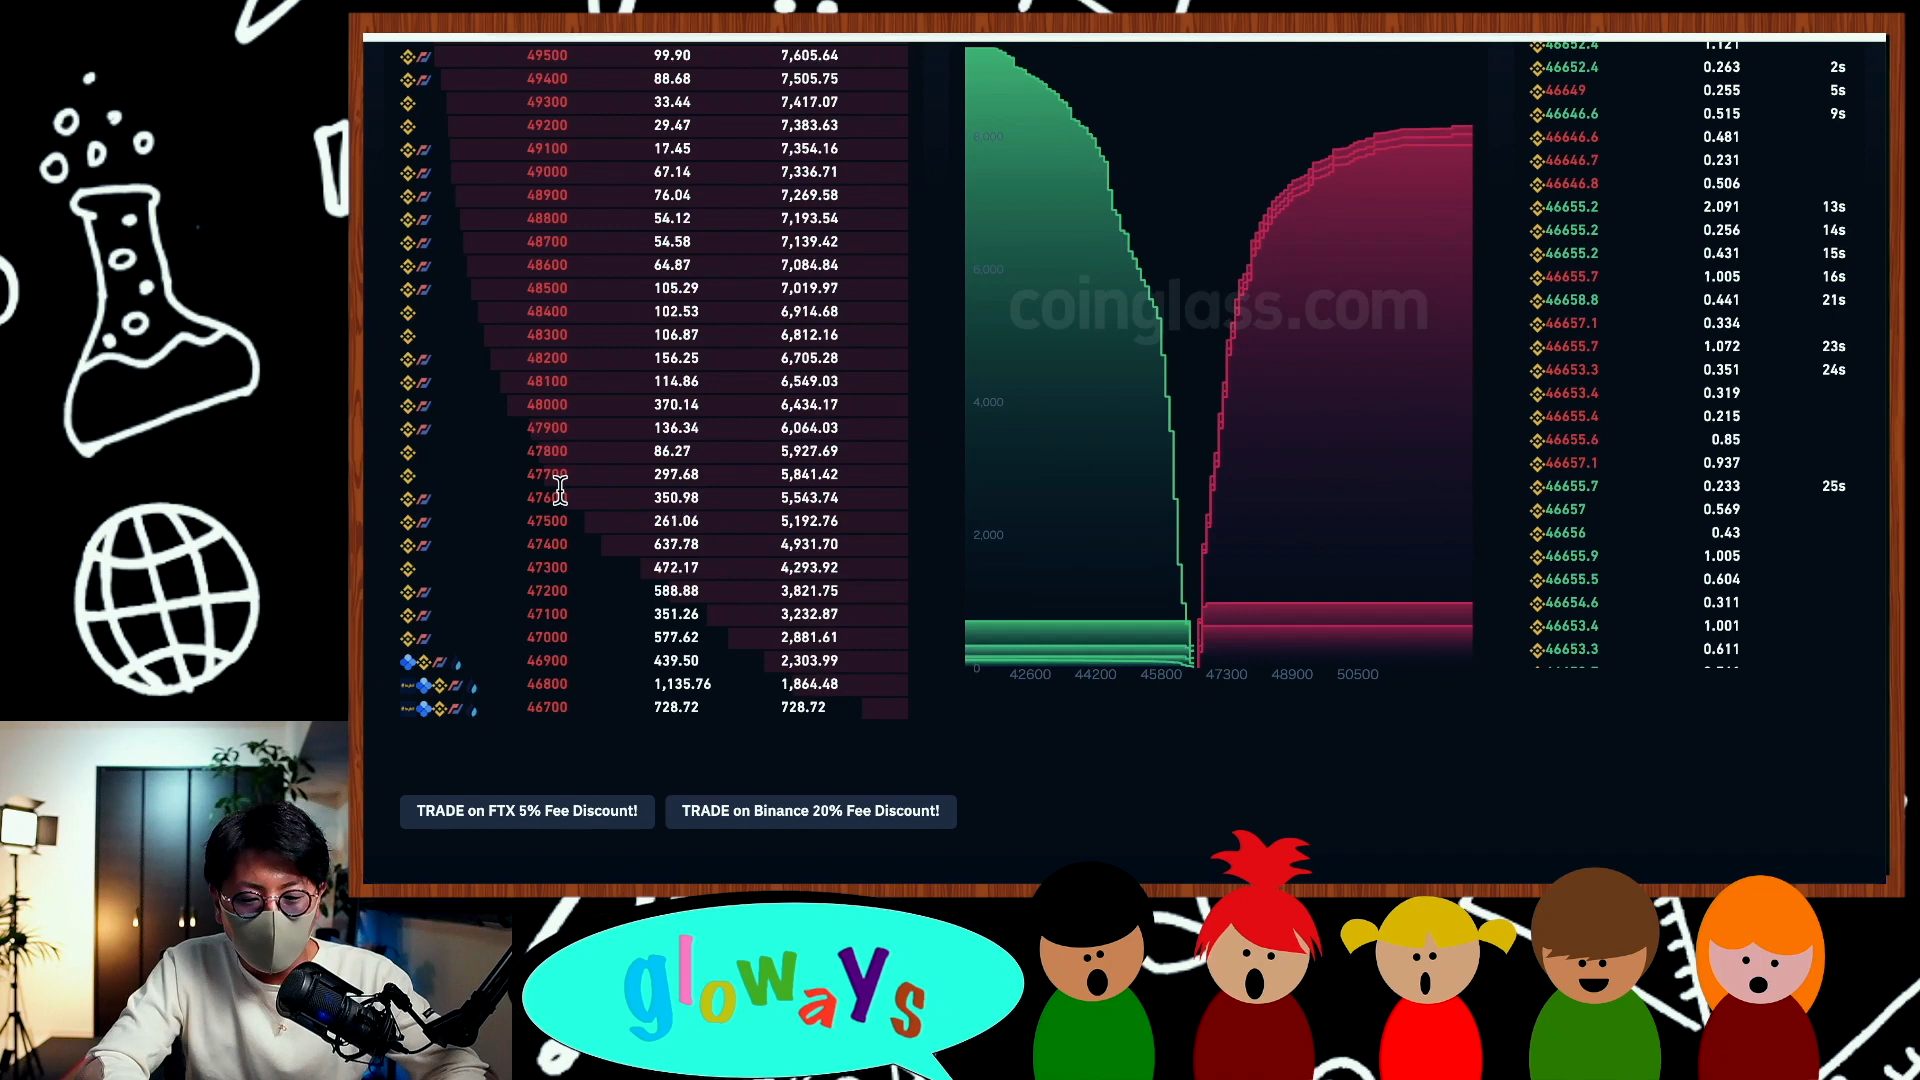 49500 99.90 7,605.64
49400 88.68 7,505.75
49300 33.44 7,417.07
49200 29.47 7,383.63
49100 17.45 7,354.16
49000 67.14 7,336.71
48900 76.04 7,269.58
48800 54.12 7,193.54
48700 54.58 7,139.42
48600 64.87 7,084.84
48500 105.29 7,019.97
48400 102.53 6,914.68
48300 106.87 6,812.16
48200 156.25 6,705.28
48100 114.86 6,549.03
48000 370.14 6,434.17
47900 136.34 6,064.03
47800 86.27 5,927.69
47700 297.68 5,841.42
47600 350.98 5,543.74
47500 261.06 5,192.76
47400 637.78 4,931.70
47300 472.17 4,293.92
47200 588.88 3,821.75
47100 351.26 3,232.87
47000 577.62 2,881.61
46900 439.50 2,303.99
46800 1,135.76 1,864.48
46700 728.72 728.72
TRADE on FTX 5% Fee Discount! TRADE on Binance 20% Fee Discount!
8,000
6,000
4,000
2,000
0
42600 44200 45800 47300 48900 50500
coinglass.com
46652.4 1.121
46652.4 0.263 2s
46649 0.255 5s
46646.6 0.515 9s
46646.6 0.481
46646.7 0.231
46646.8 0.506
46655.2 2.091 13s
46655.2 0.256 14s
46655.2 0.431 15s
46655.7 1.005 16s
46658.8 0.441 21s
46657.1 0.334
46655.7 1.072 23s
46653.3 0.351 24s
46653.4 0.319
46655.4 0.215
46655.6 0.85
46657.1 0.937
46655.7 0.233 25s
46657 0.569
46656 0.43
46655.9 1.005
46655.5 0.604
46654.6 0.311
46653.4 1.001
46653.3 0.611
gloways